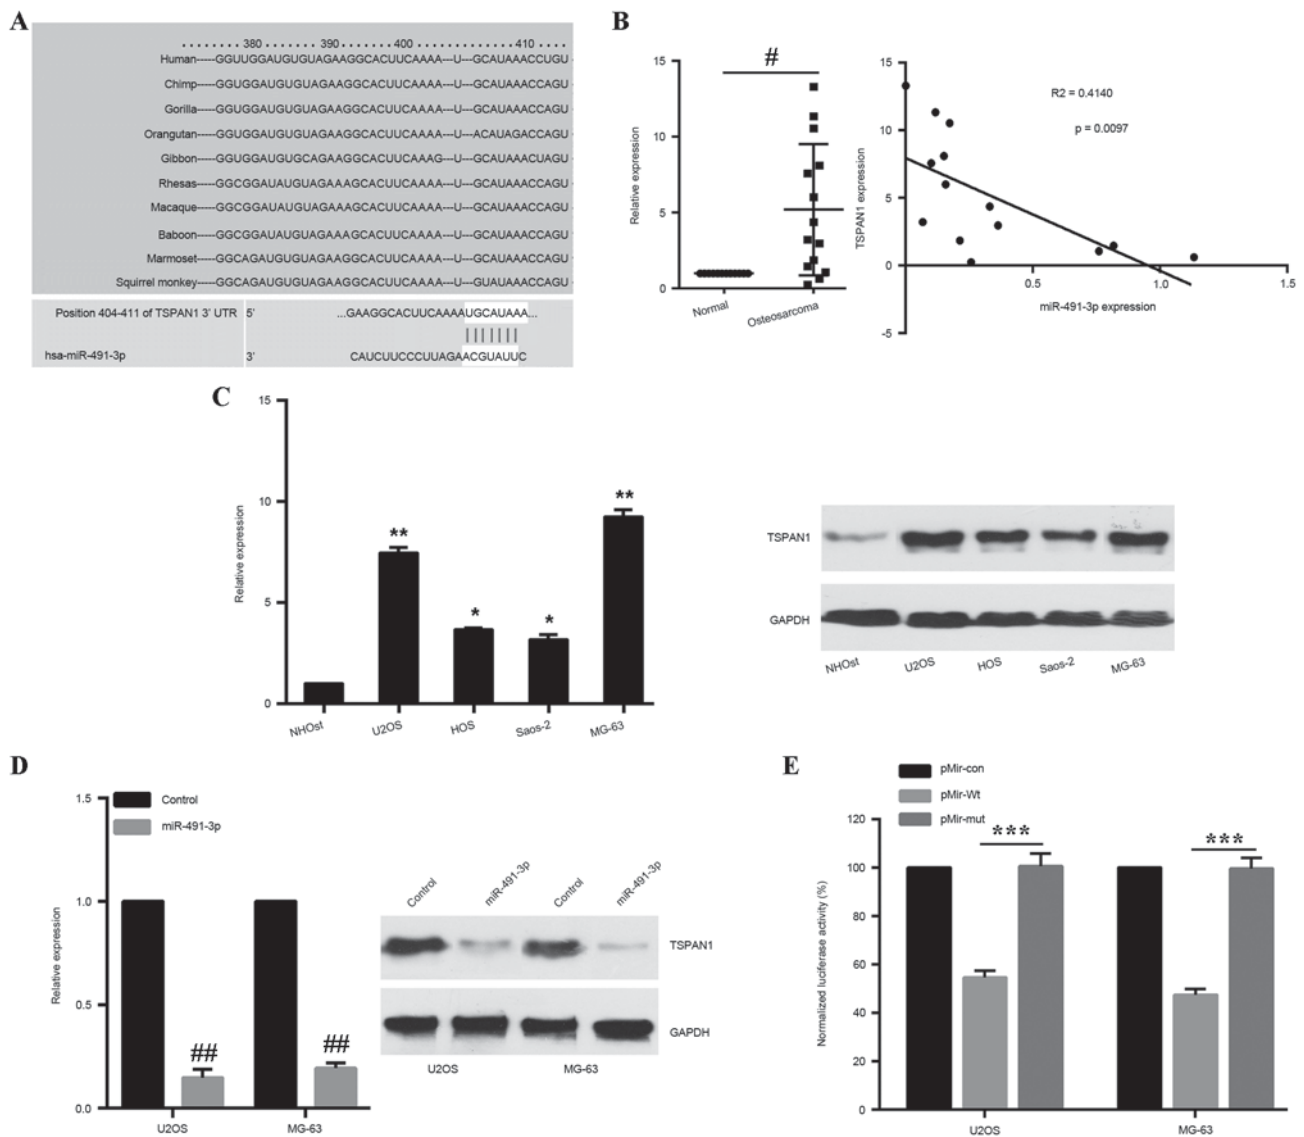 A
........380.........390.........400................410....
Human-----GGUUGGAUGUGUAGAAGGCACUUCAAAA---U---GCAUAAACCUGU
Chimp-----GGUGGAUGUGUAGAAGGCACUUCAAAA---U---GCAUAAACCAGU
Gorilla-----GGUGGAUGUGUAGAAGGCACUUCAAAA---U---GCAUAAACCAGU
Orangutan-----GGUGGAUGUGUAGAAGGCACUUCAAAA---U---ACAUAGACCAGU
Gibbon-----GGUGGAUGUGCAGAAGGCACUUCAAAG---U---GCAUAAACUAGU
Rhesas-----GGCGGAUAUGUAGAAAGCACUUCAAAA---U---GCAUAAACCAGU
Macaque-----GGCGGAUAUGUAGAAAGCACUUCAAAA---U---GCAUAAACCAGU
Baboon-----GGCGGAUAUGUAGAAAGCACUUCAAAA---U---GCAUAAACCAGU
Marmoset-----GGCAGAUGUGUAGAAGGCACUUCAAAA---U---GCAUAAACCAGU
Squirrel monkey-----GGCAGAUGUGUAGAAGGCACUUCAAAA---U---GUAUAAACCAGU
Position 404-411 of TSPAN1 3' UTR 5' ...GAAGGCACUUCAAAAUGCAUAAA...
hsa-miR-491-3p 3' CAUCUUCCCUUAGAACGUAUUC
B
Relative expression
15
10
5
0
#
Normal
Osteosarcoma
TSPAN1 expression
15
10
5
0
-5
R2 = 0.4140
p = 0.0097
0.5
1.0
1.5
miR-491-3p expression
C
Relative expression
15
10
5
0
**
*
*
**
NHOst
U2OS
HOS
Saos-2
MG-63
TSPAN1
GAPDH
NHOst
U2OS
HOS
Saos-2
MG-63
D
Control
miR-491-3p
Relative expression
1.5
1.0
0.5
0.0
##
##
U2OS
MG-63
Control
miR-491-3p
Control
miR-491-3p
TSPAN1
GAPDH
U2OS
MG-63
E
pMir-con
pMir-Wt
pMir-mut
Normalized luciferase activity (%)
120
100
80
60
40
20
0
***
***
U2OS
MG-63